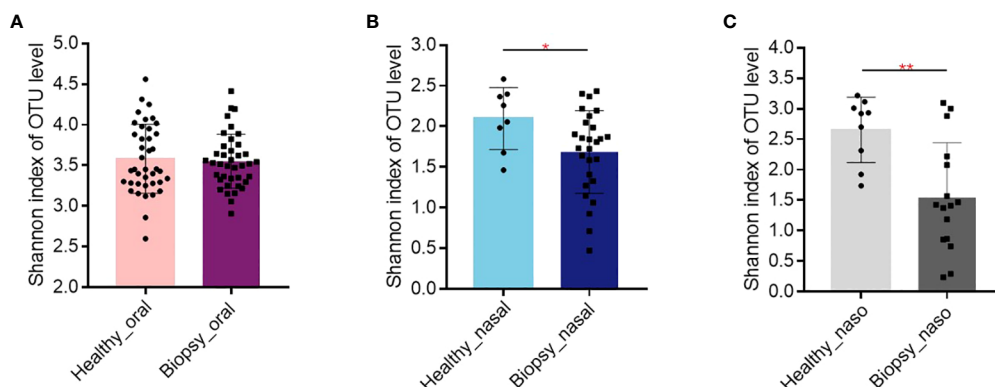 A
Shannon index of OTU level
5.0
4.5
4.0
3.5
3.0
2.5
2.0
Healthy_oral
Biopsy_oral
B
Shannon index of OTU level
3.0
2.5
2.0
1.5
1.0
0.5
0.0
*
Healthy_nasal
Biopsy_nasal
C
Shannon index of OTU level
4.0
3.5
3.0
2.5
2.0
1.5
1.0
0.5
0.0
**
Healthy_naso
Biopsy_naso